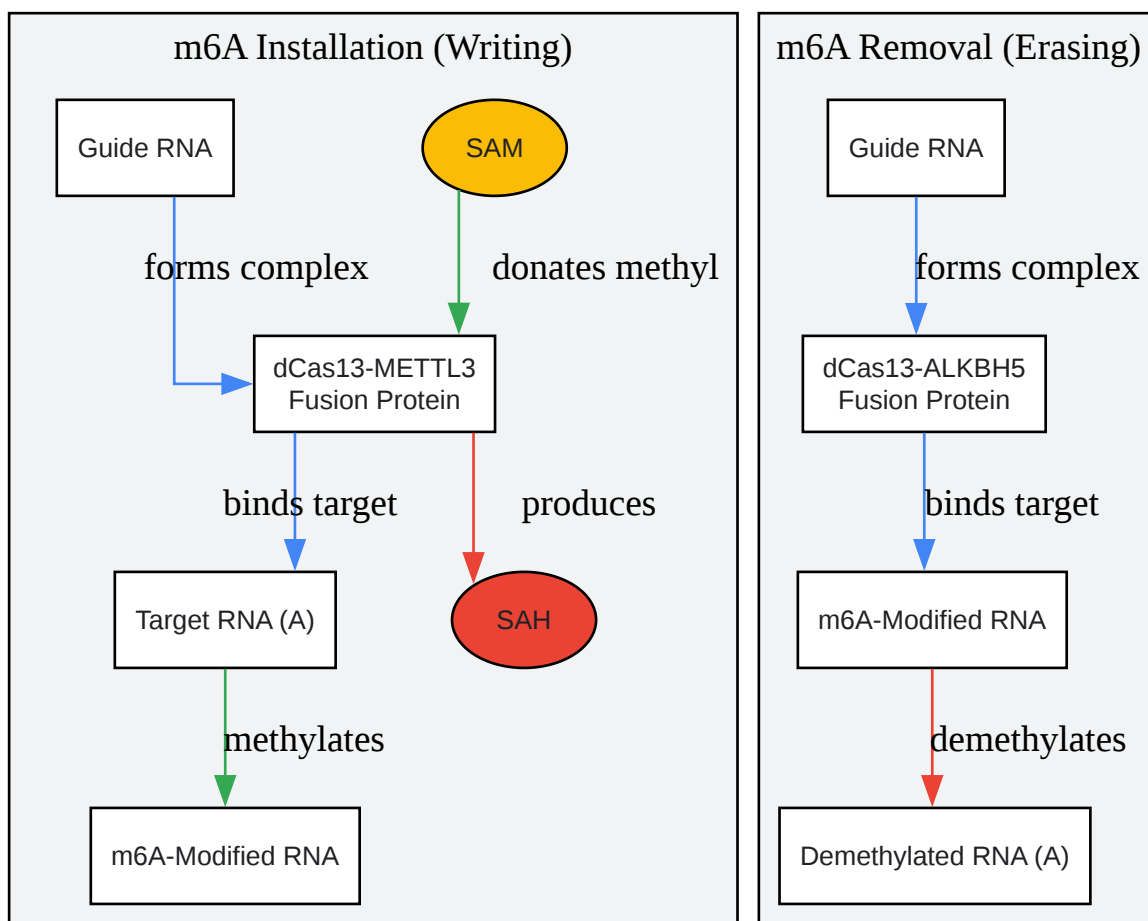 m6A Installation (Writing)
Guide RNA
SAM
forms complex
donates methyl
dCas13-METTL3
Fusion Protein
binds target
produces
Target RNA (A)
SAH
methylates
m6A-Modified RNA
m6A Removal (Erasing)
Guide RNA
forms complex
dCas13-ALKBH5
Fusion Protein
binds target
m6A-Modified RNA
demethylates
Demethylated RNA (A)